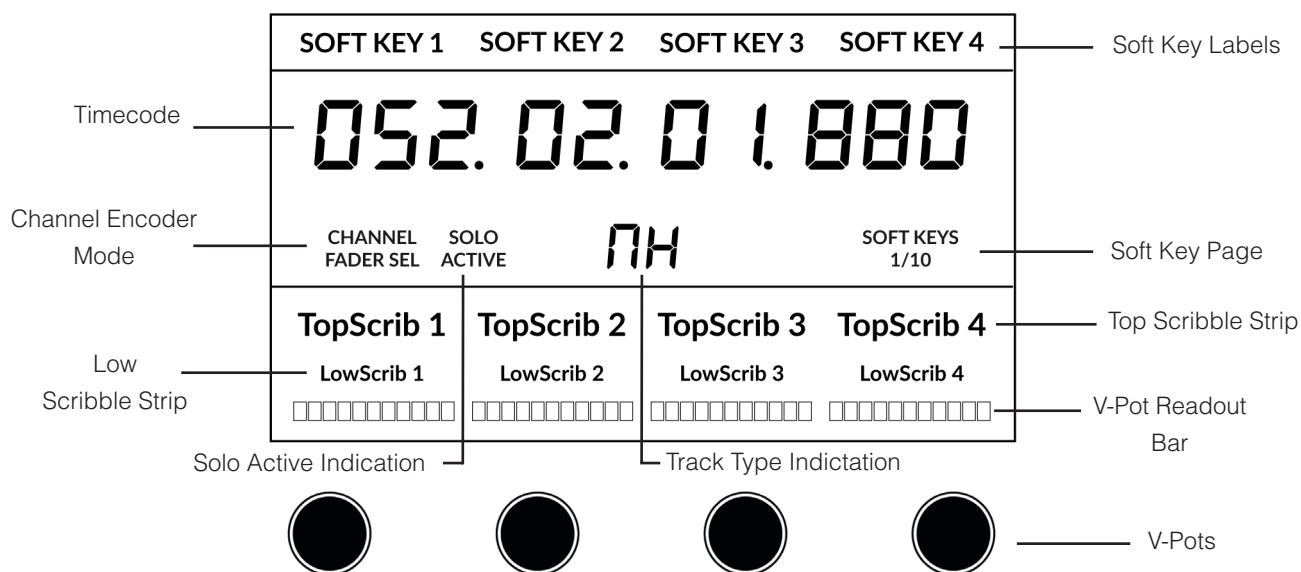 SOFT KEY 1 SOFT KEY 2 SOFT KEY 3 SOFT KEY 4
Soft Key Labels
Timecode
052. 02. 01. 880
Channel Encoder
Mode
CHANNEL
FADER SEL
SOLO
ACTIVE
ПH
SOFT KEYS
1/10
Soft Key Page
TopScrib 1 TopScrib 2 TopScrib 3 TopScrib 4
Top Scribble Strip
Low
Scribble Strip
LowScrib 1 LowScrib 2 LowScrib 3 LowScrib 4
V-Pot Readout
Bar
Solo Active Indication
Track Type Indictation
V-Pots